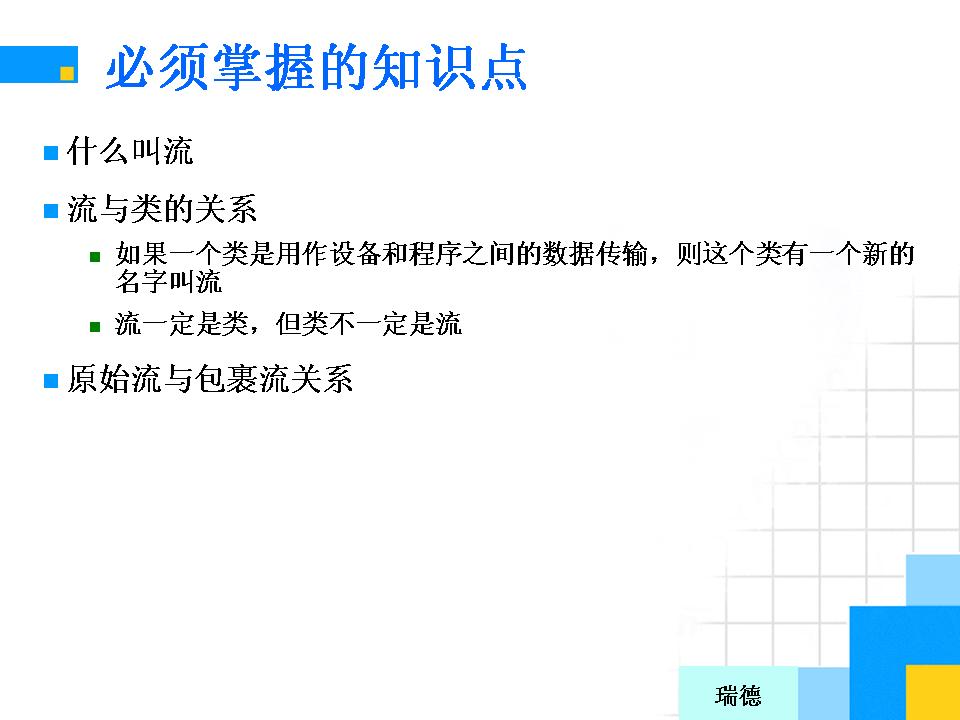 必须掌握的知识点
什么叫流
流与类的关系
如果一个类是用作设备和程序之间的数据传输，则这个类有一个新的
名字叫流
流一定是类，但类不一定是流
原始流与包裹流关系
瑞德